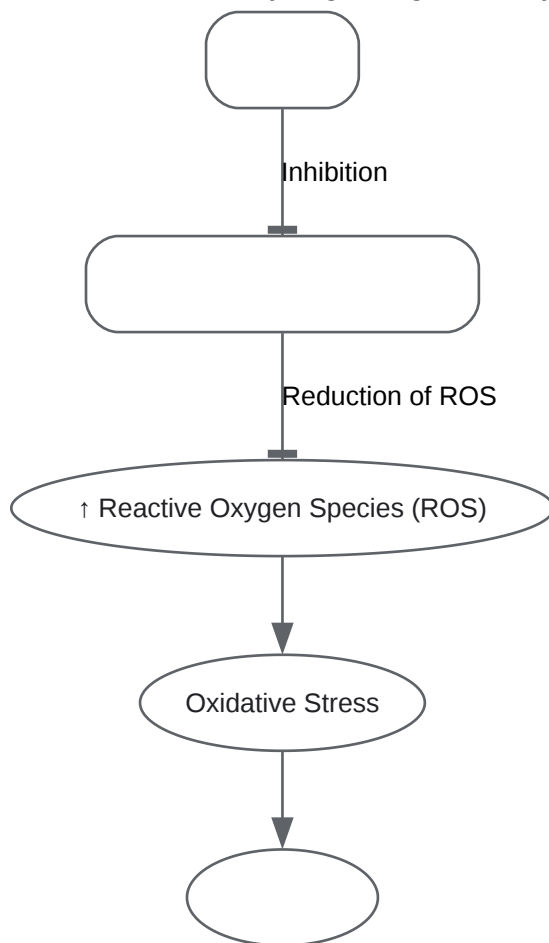 Inhibition
Reduction of ROS
↑ Reactive Oxygen Species (ROS)
Oxidative Stress